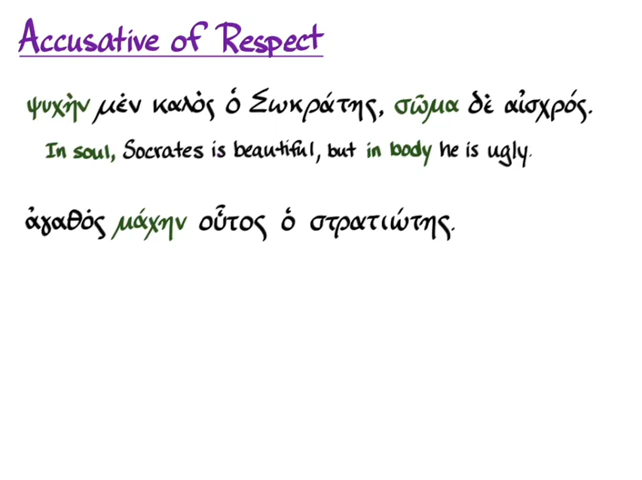 Accusative of Respect
ψυχὴν μὲν καλὸς ὁ Σωκράτης, σῶμα δὲ αἰσχρός.
In soul, Socrates is beautiful, but in body he is ugly.
ἀγαθὸς μάχην οὗτος ὁ στρατιώτης.